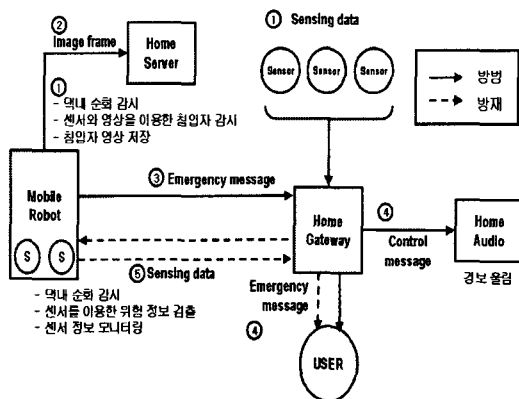 ② Image frame
Home Server
① Sensing data
Sensor Sensor Sensor
방범
방재
①
- 댁내 순회 감시
- 센서와 영상을 이용한 침입자 감시
- 침입자 영상 저장
Mobile Robot
S S
③ Emergency message
Home Gateway
④ Control message
Home Audio
경보 울림
⑤ Sensing data
- 댁내 순회 감시
- 센서를 이용한 위험 정보 검출
- 센서 정보 모니터링
Emergency message
④
USER